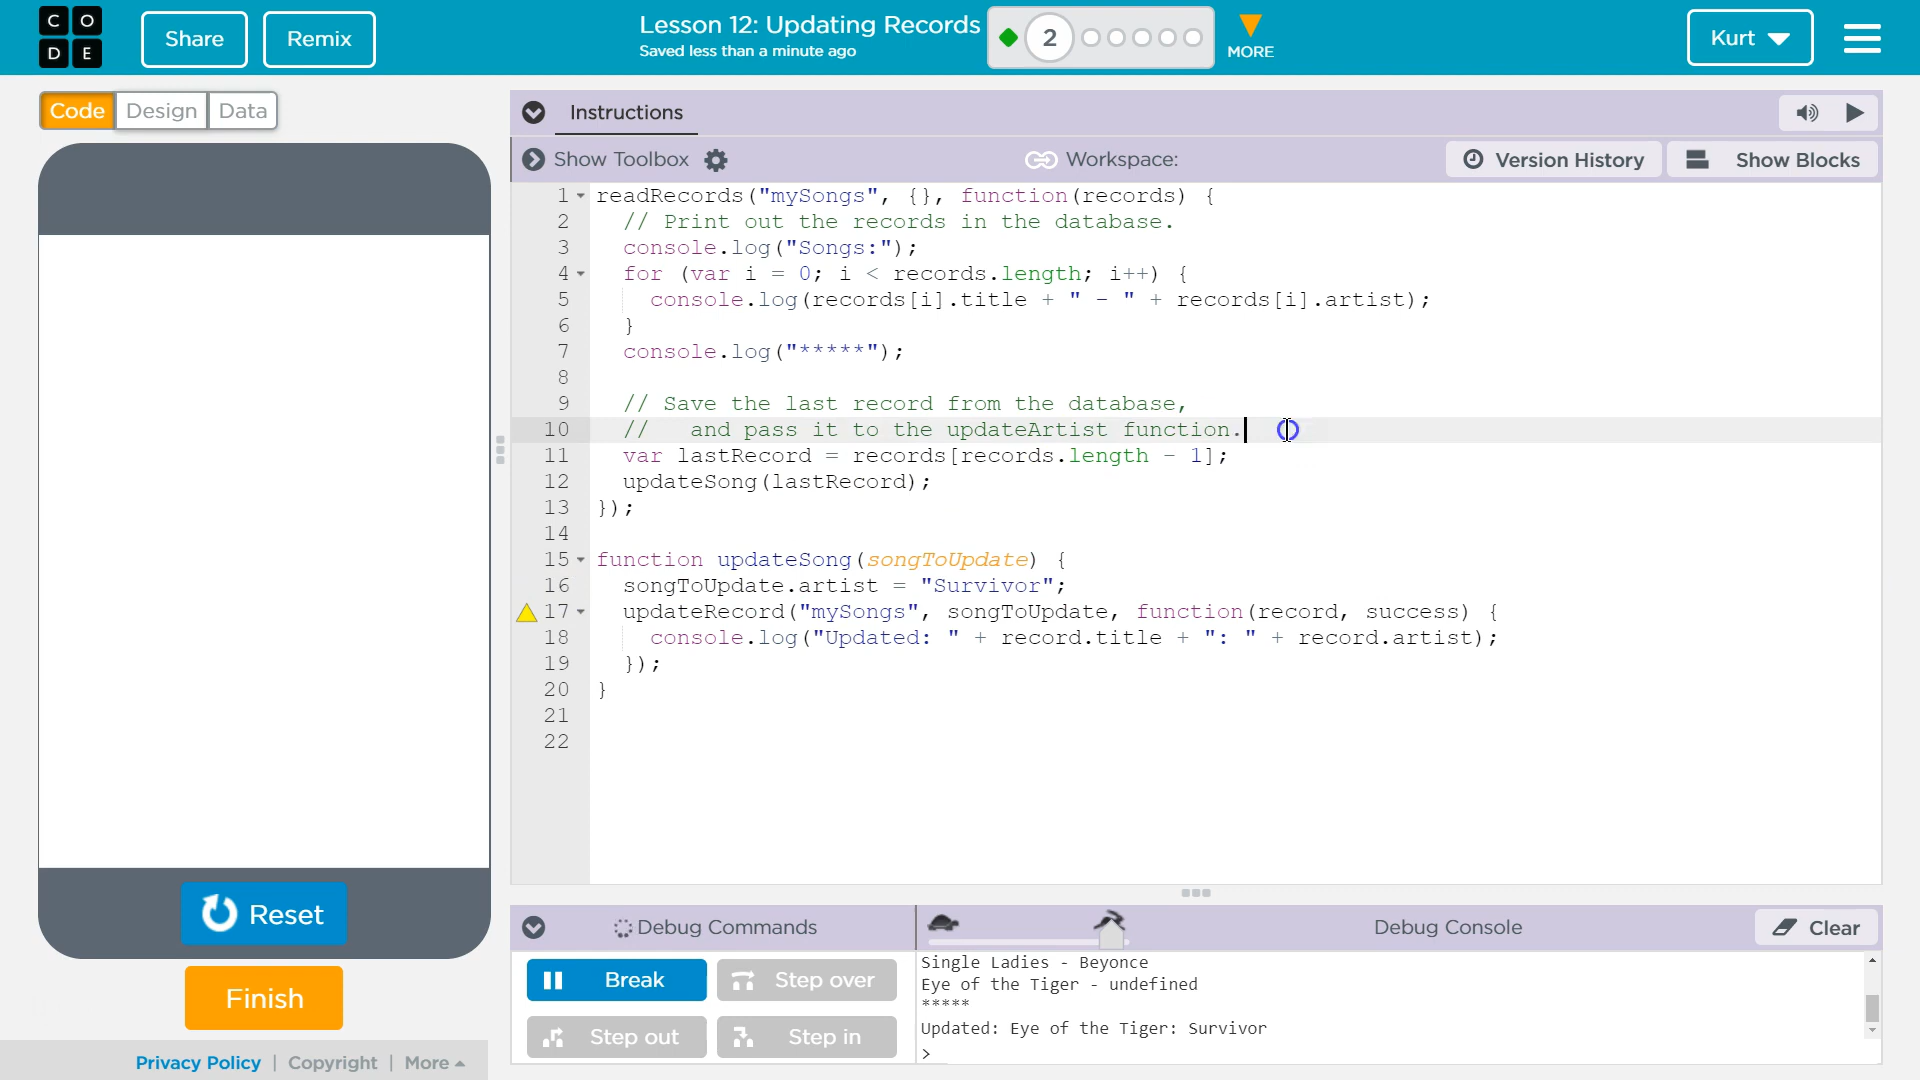 C O
D E
Share
Remix
Lesson 12: Updating Records
Saved less than a minute ago
2
MORE
Kurt
Code
Design
Data
Instructions
Show Toolbox
Workspace:
Version History
Show Blocks
1 readRecords("mySongs", {}, function(records) {
2 // Print out the records in the database.
3 console.log("Songs:");
4 for (var i = 0; i < records.length; i++) {
5 console.log(records[i].title + " - " + records[i].artist);
6 }
7 console.log("*****");
8
9 // Save the last record from the database,
10 //   and pass it to the updateArtist function.
11 var lastRecord = records[records.length - 1];
12 updateSong(lastRecord);
13 });
14
15 function updateSong(songToUpdate) {
16 songToUpdate.artist = "Survivor";
17 updateRecord("mySongs", songToUpdate, function(record, success) {
18 console.log("Updated: " + record.title + ": " + record.artist);
19 });
20 }
21
22
Reset
Finish
Debug Commands
Debug Console
Clear
Break
Step over
Step out
Step in
Single Ladies - Beyonce
Eye of the Tiger - undefined
*****
Updated: Eye of the Tiger: Survivor
>
Privacy Policy | Copyright | More